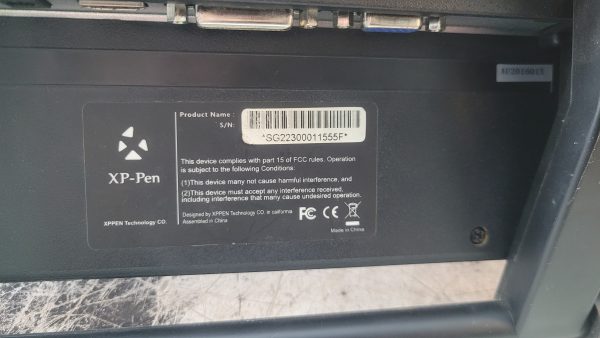 Product Name :
S/N:
*SG22300011555F*
XP-Pen
XPPEN Technology CO.
This device complies with part 15 of FCC rules. Operation
is subject to the following Conditions.
(1)This device many not cause harmful interference, and
(2)This device must accept any interference received,
including interference that many cause undesired operation.
Designed by XPPEN Technology CO. in california
Assembled in China
FC CE
Made in China